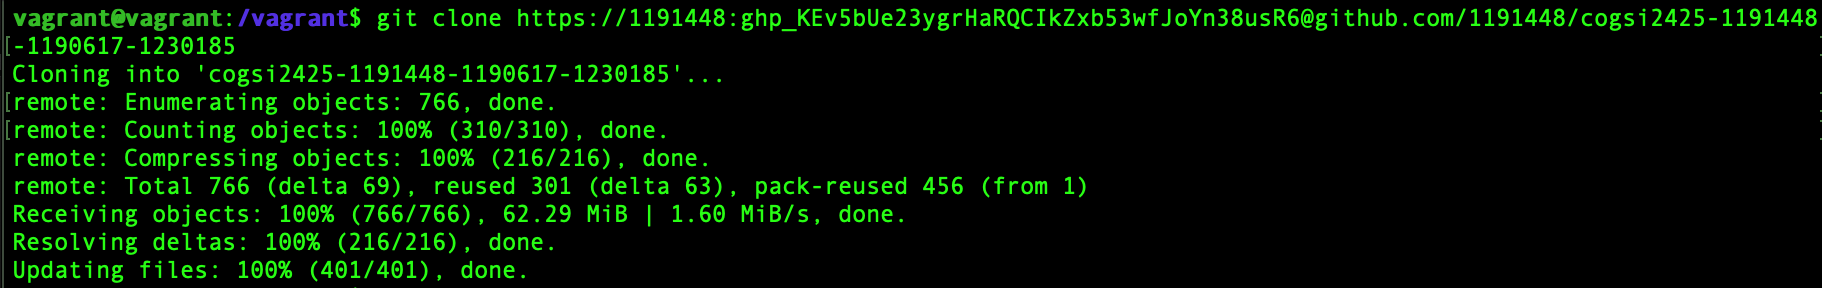 vagrant@vagrant:/vagrant$ git clone https://1191448:[access token omitted]@github.com/1191448/cogsi2425-1191448
-1190617-1230185
Cloning into 'cogsi2425-1191448-1190617-1230185'...
remote: Enumerating objects: 766, done.
remote: Counting objects: 100% (310/310), done.
remote: Compressing objects: 100% (216/216), done.
remote: Total 766 (delta 69), reused 301 (delta 63), pack-reused 456 (from 1)
Receiving objects: 100% (766/766), 62.29 MiB | 1.60 MiB/s, done.
Resolving deltas: 100% (216/216), done.
Updating files: 100% (401/401), done.